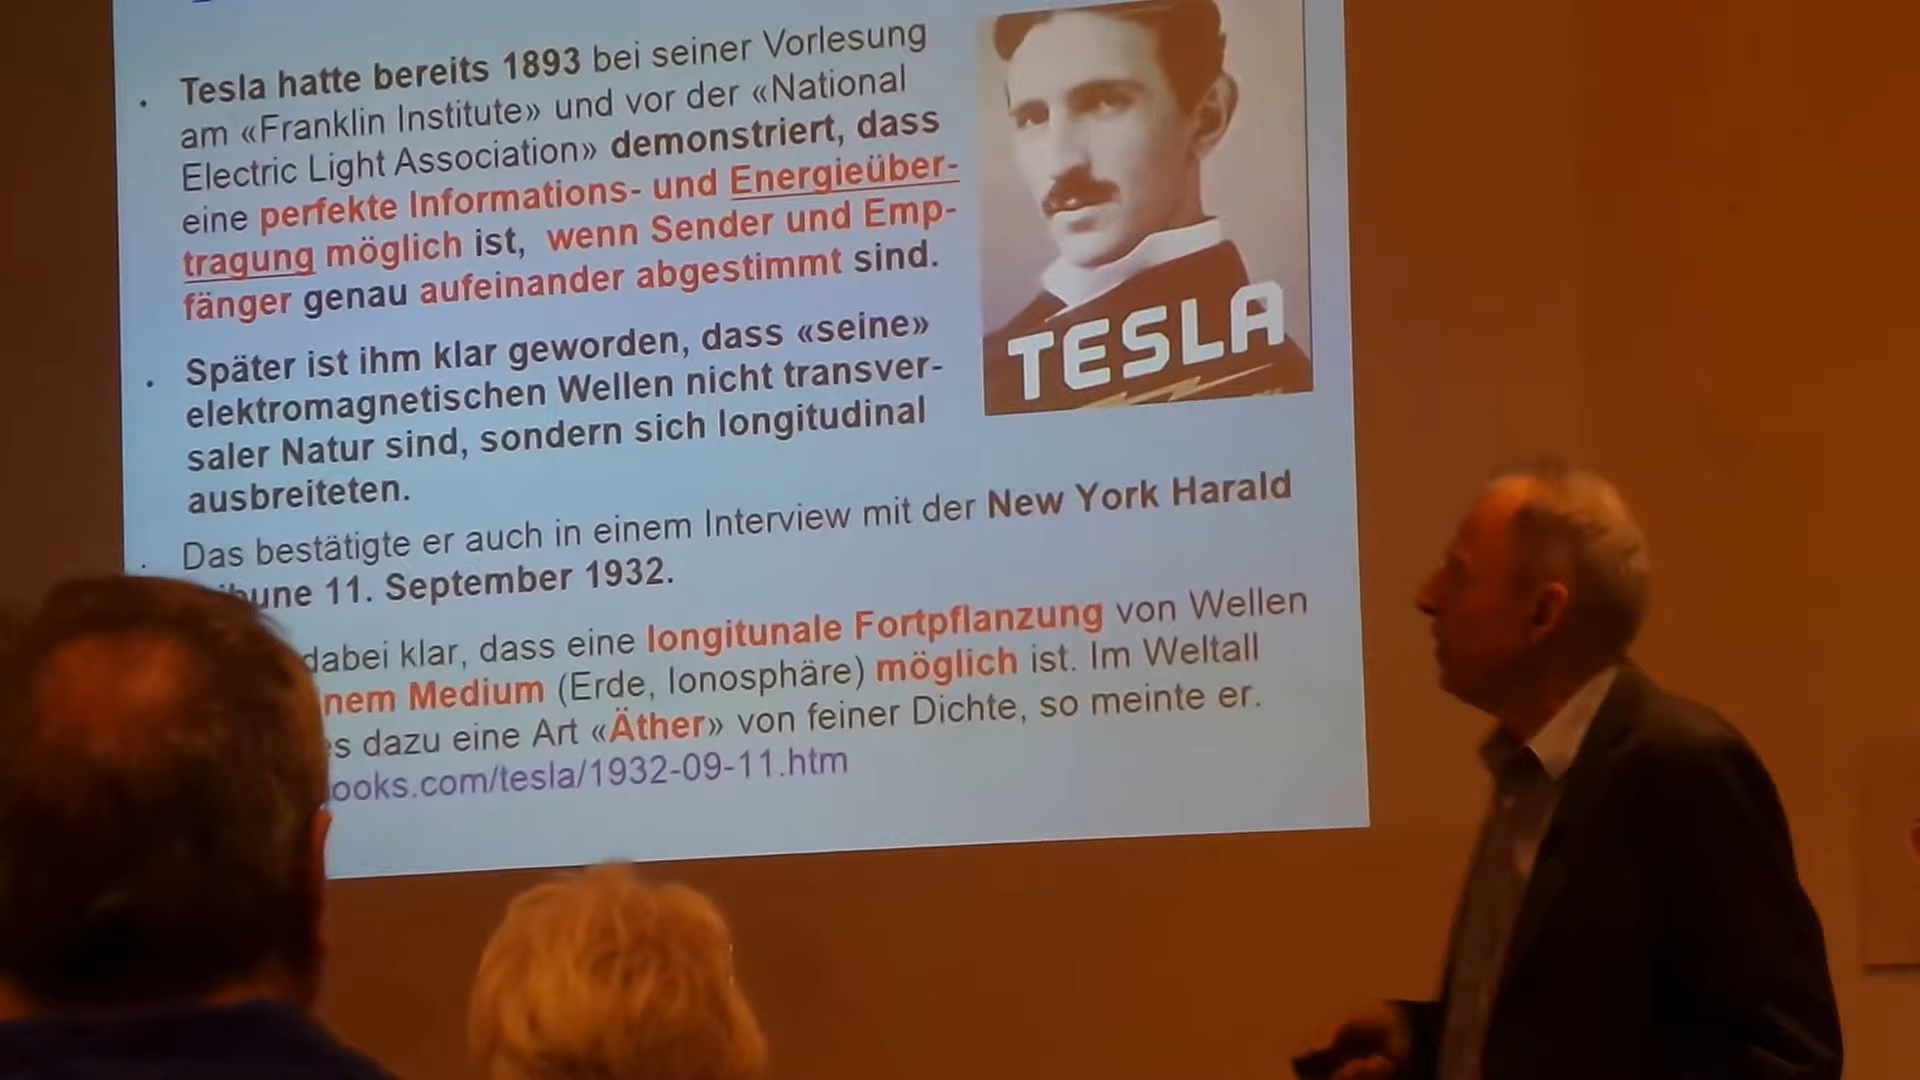 Tesla hatte bereits 1893 bei seiner Vorlesung
am «Franklin Institute» und vor der «National
Electric Light Association» demonstriert, dass
eine perfekte Informations- und Energieüber-
tragung möglich ist, wenn Sender und Emp-
fänger genau aufeinander abgestimmt sind.
TESLA
Später ist ihm klar geworden, dass «seine»
elektromagnetischen Wellen nicht transver-
saler Natur sind, sondern sich longitudinal
ausbreiteten.
Das bestätigte er auch in einem Interview mit der New York Harald
11. September 1932.
dabei klar, dass eine longitunale Fortpflanzung von Wellen
Medium (Erde, Ionosphäre) möglich ist. Im Weltall
dazu eine Art «Äther» von feiner Dichte, so meinte er.
ooks.com/tesla/1932-09-11.htm